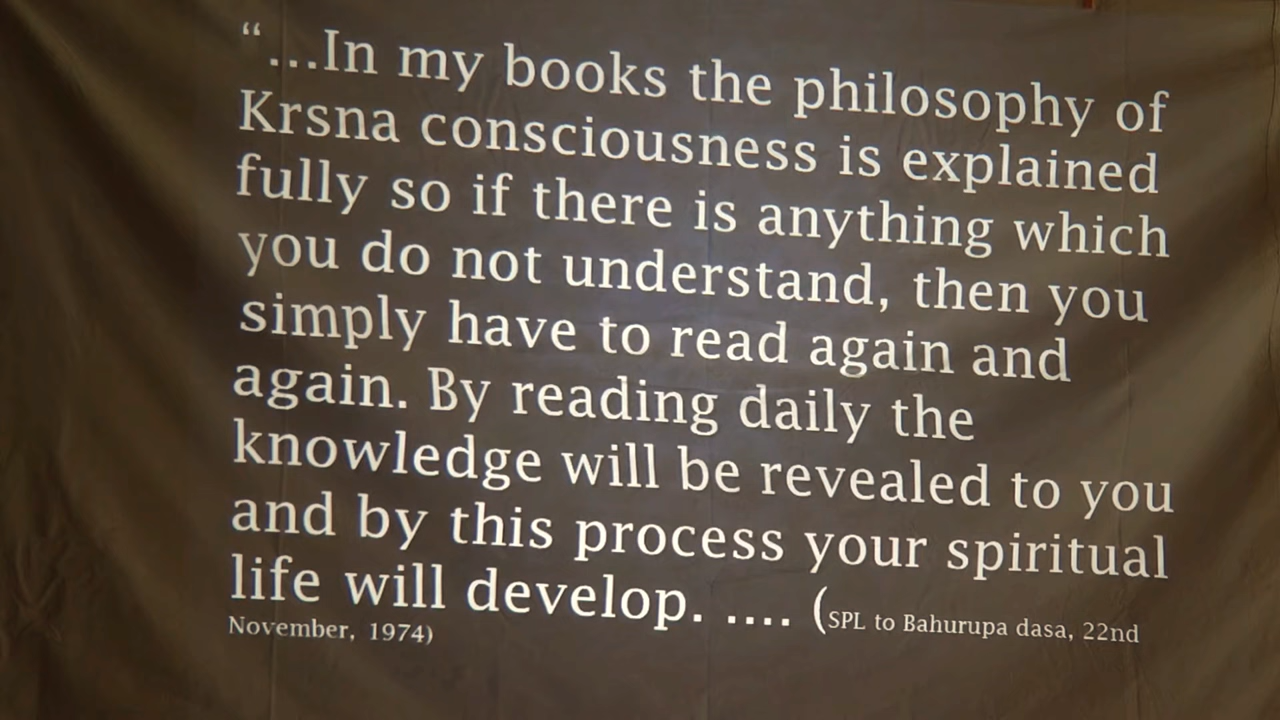 “...In my books the philosophy of
Krsna consciousness is explained
fully so if there is anything which
you do not understand, then you
simply have to read again and
again. By reading daily the
knowledge will be revealed to you
and by this process your spiritual
life will develop. .... (SPL to Bahurupa dasa, 22nd
November, 1974)